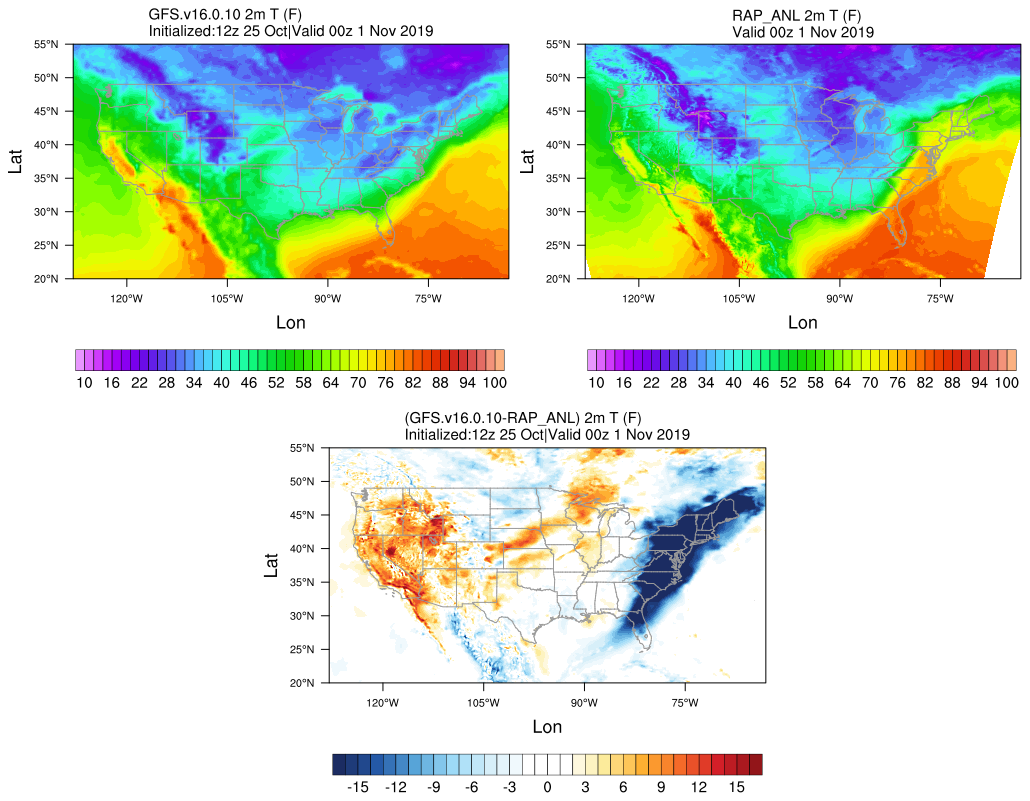 GFS.v16.0.10 2m T (F)
Initialized:12z 25 Oct|Valid 00z 1 Nov 2019
55°N
50°N
45°N
40°N
35°N
30°N
25°N
20°N
Lat
120°W 105°W 90°W 75°W
Lon
10 16 22 28 34 40 46 52 58 64 70 76 82 88 94 100
RAP_ANL 2m T (F)
Valid 00z 1 Nov 2019
55°N
50°N
45°N
40°N
35°N
30°N
25°N
20°N
Lat
120°W 105°W 90°W 75°W
Lon
10 16 22 28 34 40 46 52 58 64 70 76 82 88 94 100
(GFS.v16.0.10-RAP_ANL) 2m T (F)
Initialized:12z 25 Oct|Valid 00z 1 Nov 2019
55°N
50°N
45°N
40°N
35°N
30°N
25°N
20°N
Lat
120°W 105°W 90°W 75°W
Lon
-15 -12 -9 -6 -3 0 3 6 9 12 15